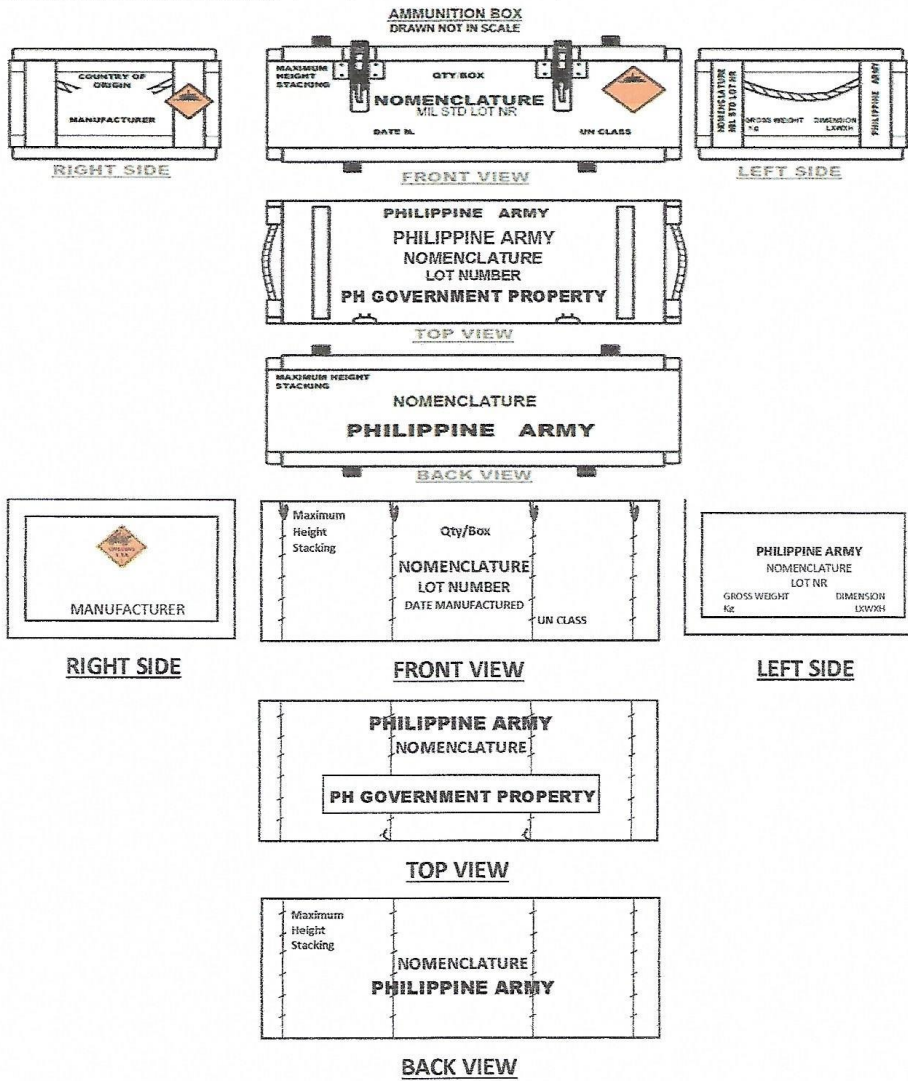 AMMUNITION BOX
DRAWN NOT IN SCALE
COUNTRY OF
ORIGIN
MANUFACTURER
RIGHT SIDE
MAXIMUM
HEIGHT
STACKING
QTY/BOX
NOMENCLATURE
MIL STD LOT NR
DATE M.
UN CLASS
FRONT VIEW
NOMENCLATURE
MIL STD LOT NR
GROSS WEIGHT DIMENSION
Kg LXWXH
PHILIPPINE ARMY
LEFT SIDE
PHILIPPINE ARMY
PHILIPPINE ARMY
NOMENCLATURE
LOT NUMBER
PH GOVERNMENT PROPERTY
TOP VIEW
MAXIMUM HEIGHT
STACKING
NOMENCLATURE
PHILIPPINE ARMY
BACK VIEW
MANUFACTURER
RIGHT SIDE
Maximum
Height
Stacking
Qty/Box
NOMENCLATURE
LOT NUMBER
DATE MANUFACTURED
UN CLASS
FRONT VIEW
PHILIPPINE ARMY
NOMENCLATURE
LOT NR
GROSS WEIGHT DIMENSION
Kg LXWXH
LEFT SIDE
PHILIPPINE ARMY
NOMENCLATURE
PH GOVERNMENT PROPERTY
TOP VIEW
Maximum
Height
Stacking
NOMENCLATURE
PHILIPPINE ARMY
BACK VIEW